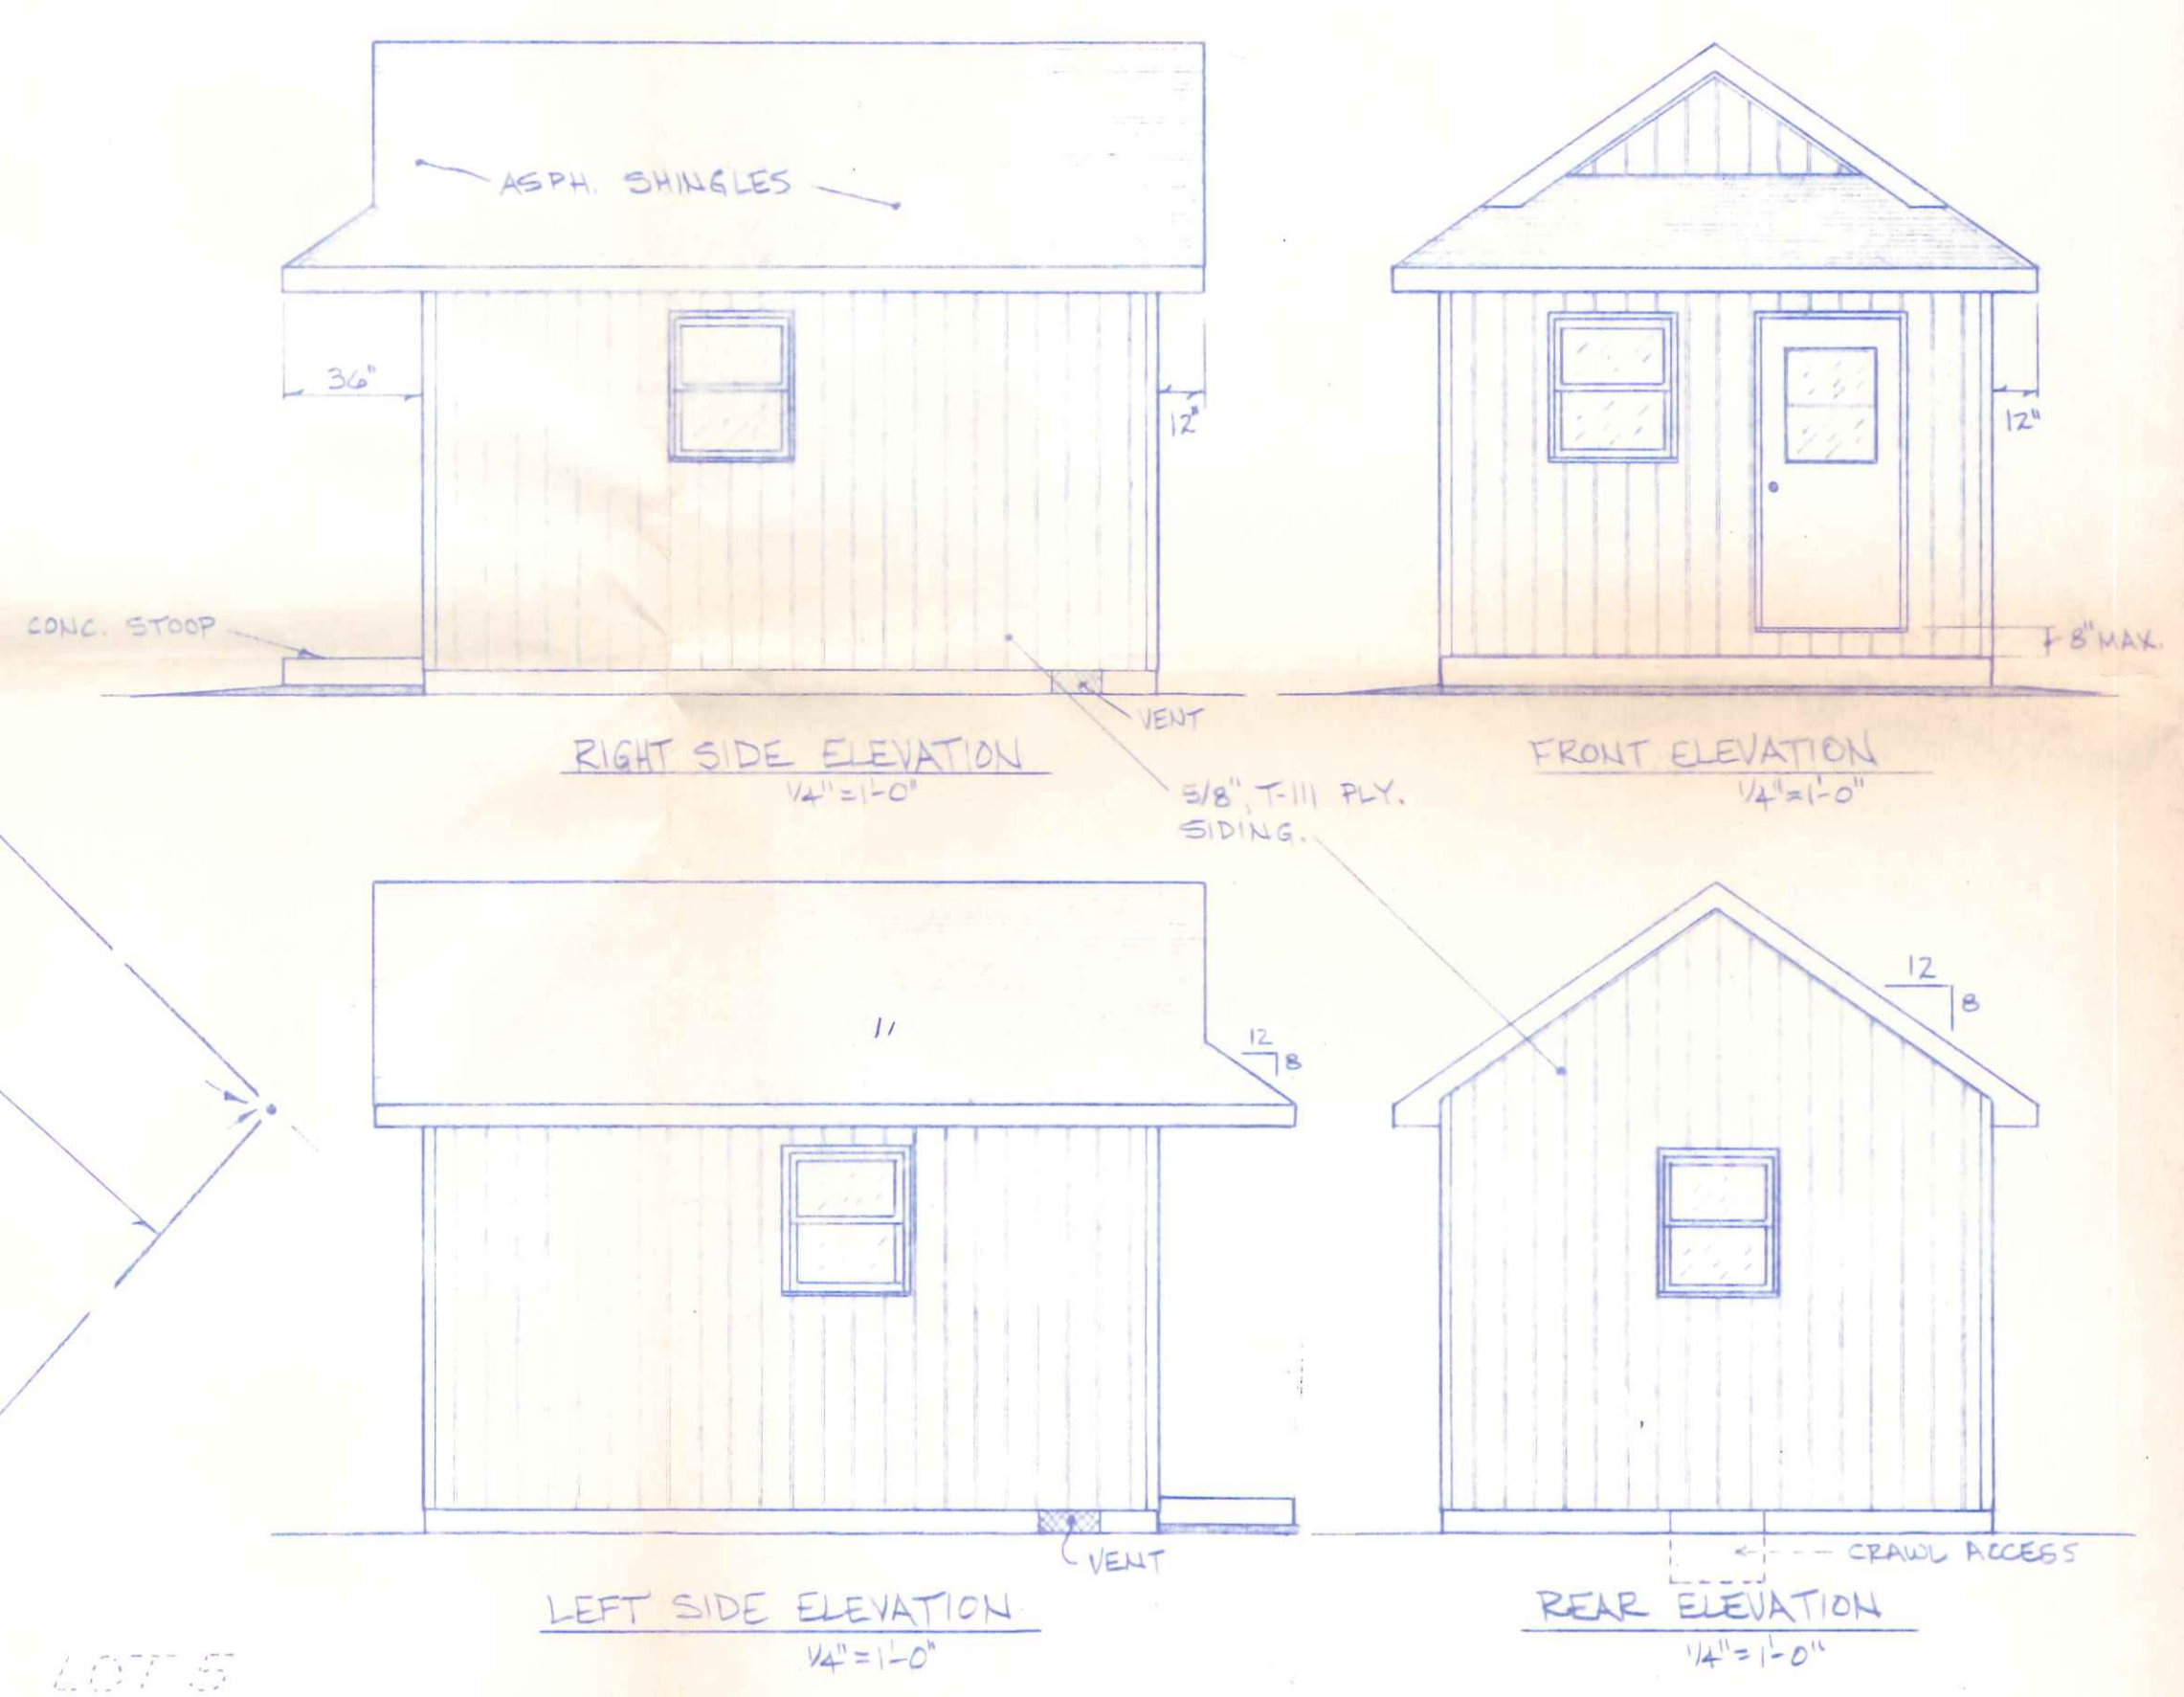 ASPH. SHINGLES
36"
12"
12"
CONC. STOOP
8" MAX.
VENT
RIGHT SIDE ELEVATION
1/4"=1'-0"
FRONT ELEVATION
1/4"=1'-0"
5/8", T-111 PLY.
SIDING.
12
8
12
8
"
VENT
CRAWL ACCESS
LEFT SIDE ELEVATION
1/4"=1'-0"
REAR ELEVATION
1/4"=1'-0"
LOT 5